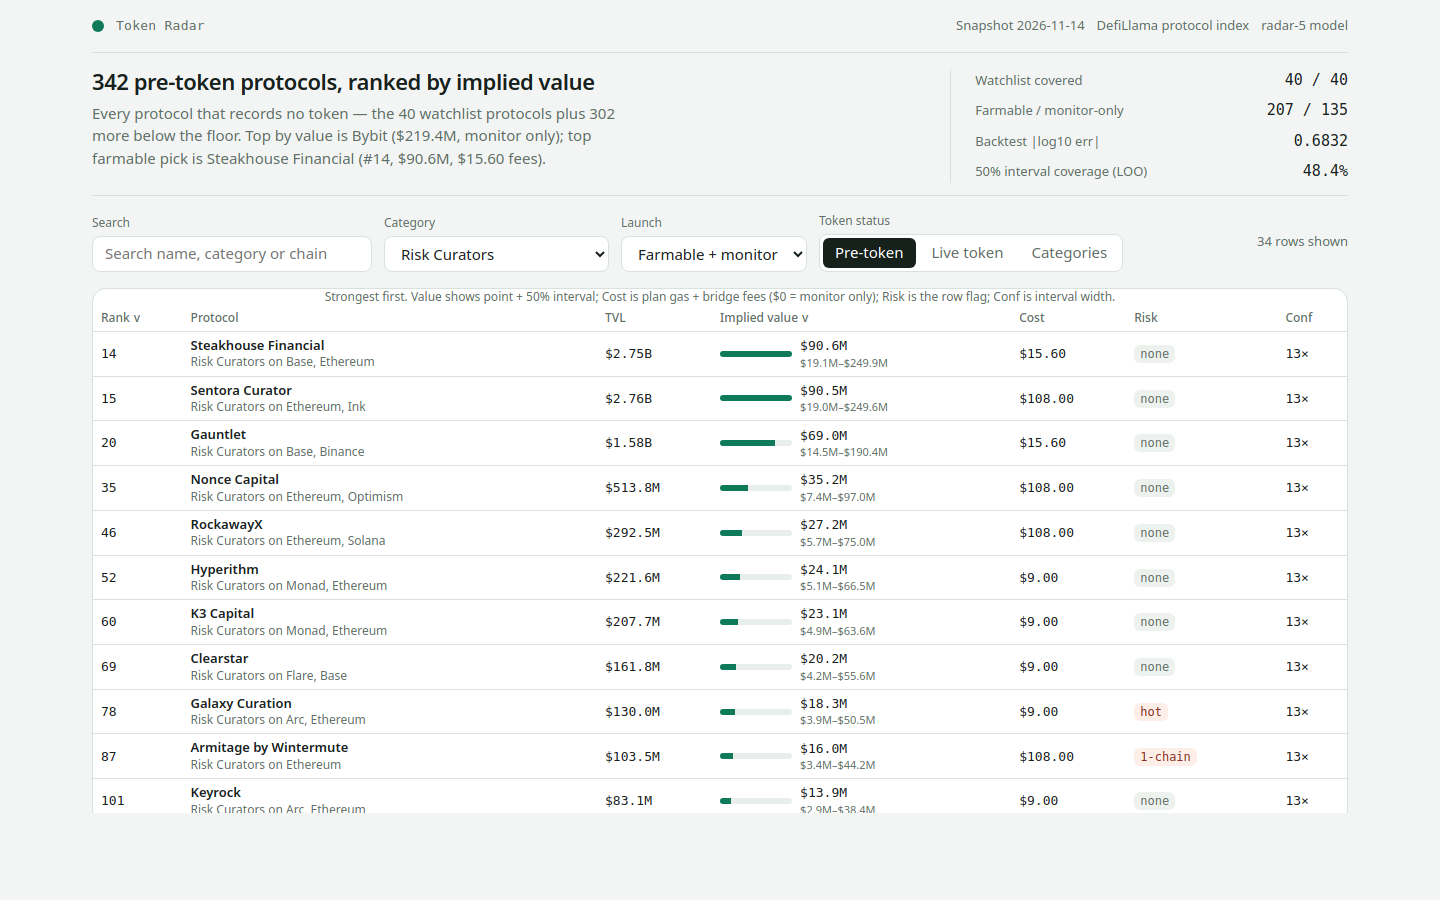 Token Radar
Snapshot 2026-11-14 DefiLlama protocol index radar-5 model
342 pre-token protocols, ranked by implied value
Every protocol that records no token — the 40 watchlist protocols plus 302
more below the floor. Top by value is Bybit ($219.4M, monitor only); top
farmable pick is Steakhouse Financial (#14, $90.6M, $15.60 fees).
Watchlist covered 40 / 40
Farmable / monitor-only 207 / 135
Backtest |log10 err| 0.6832
50% interval coverage (LOO) 48.4%
Search
Search name, category or chain
Category
Risk Curators
Launch
Farmable + monitor
Token status
Pre-token Live token Categories
34 rows shown
Strongest first. Value shows point + 50% interval; Cost is plan gas + bridge fees ($0 = monitor only); Risk is the row flag; Conf is interval width.
Rank v Protocol TVL Implied value v Cost Risk Conf
14 Steakhouse Financial $2.75B $90.6M $15.60 none 13×
Risk Curators on Base, Ethereum $19.1M–$249.9M
15 Sentora Curator $2.76B $90.5M $108.00 none 13×
Risk Curators on Ethereum, Ink $19.0M–$249.6M
20 Gauntlet $1.58B $69.0M $15.60 none 13×
Risk Curators on Base, Binance $14.5M–$190.4M
35 Nonce Capital $513.8M $35.2M $108.00 none 13×
Risk Curators on Ethereum, Optimism $7.4M–$97.0M
46 RockawayX $292.5M $27.2M $108.00 none 13×
Risk Curators on Ethereum, Solana $5.7M–$75.0M
52 Hyperithm $221.6M $24.1M $9.00 none 13×
Risk Curators on Monad, Ethereum $5.1M–$66.5M
60 K3 Capital $207.7M $23.1M $9.00 none 13×
Risk Curators on Monad, Ethereum $4.9M–$63.6M
69 Clearstar $161.8M $20.2M $9.00 none 13×
Risk Curators on Flare, Base $4.2M–$55.6M
78 Galaxy Curation $130.0M $18.3M $9.00 hot 13×
Risk Curators on Arc, Ethereum $3.9M–$50.5M
87 Armitage by Wintermute $103.5M $16.0M $108.00 1-chain 13×
Risk Curators on Ethereum $3.4M–$44.2M
101 Keyrock $83.1M $13.9M $9.00 none 13×
Risk Curators on Arc, Ethereum $2.9M–$38.4M